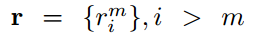 r = {r_i^m}, i > m